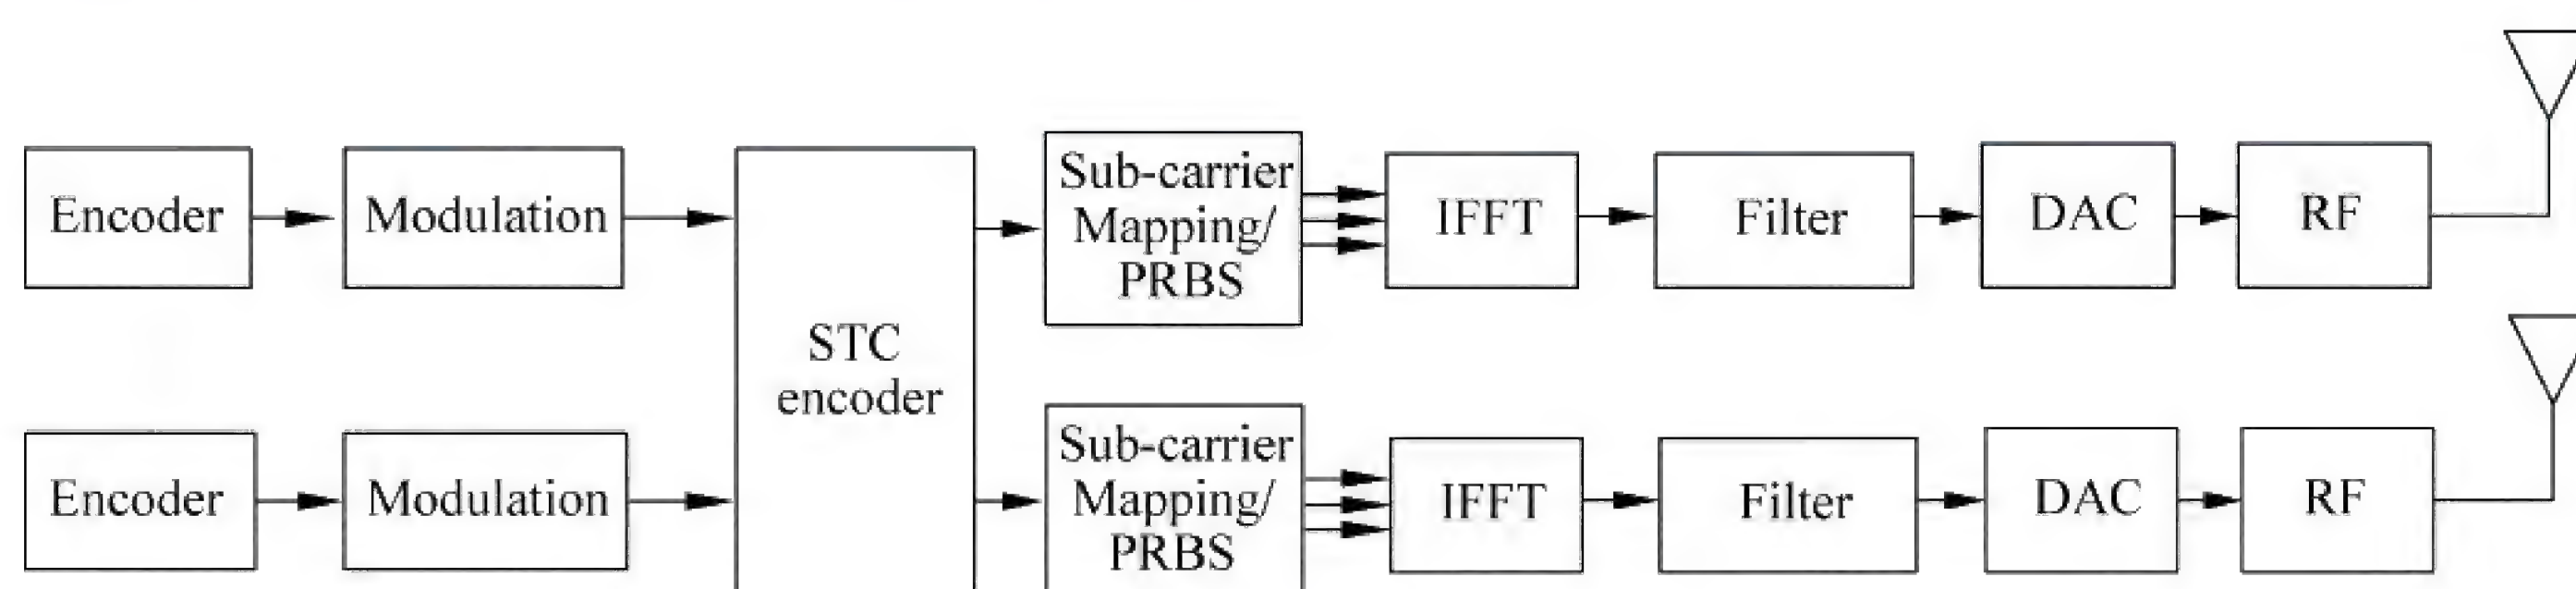 Encoder
Modulation
STC
encoder
Sub-carrier
Mapping/
PRBS
IFFT
Filter
DAC
RF
Encoder
Modulation
Sub-carrier
Mapping/
PRBS
IFFT
Filter
DAC
RF